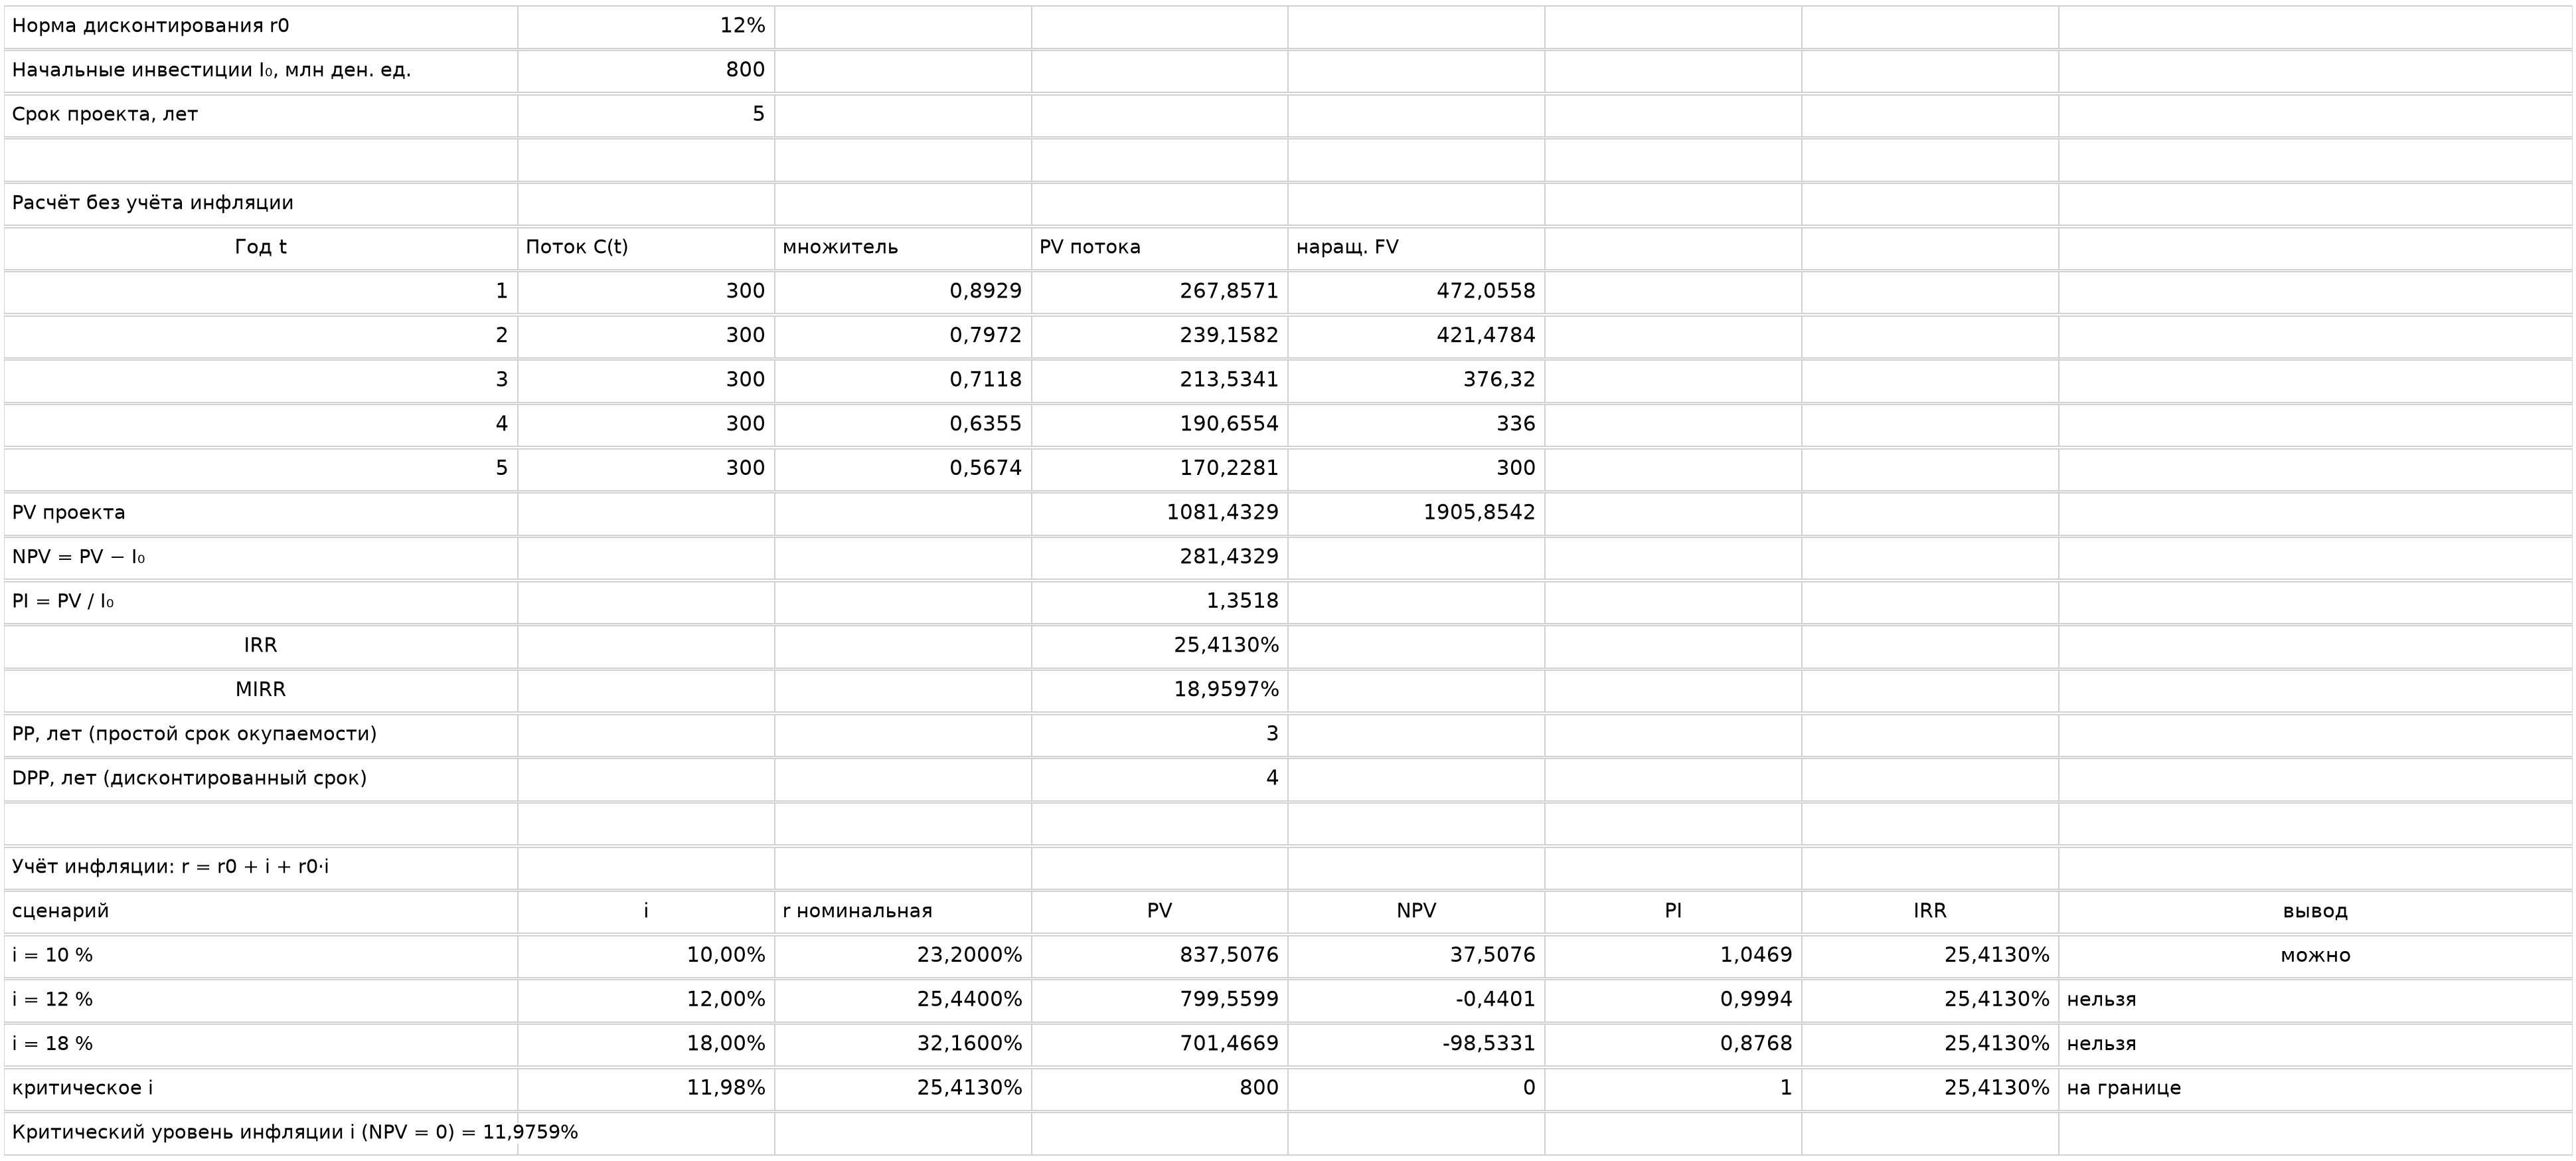 Норма дисконтирования r0 12%
Начальные инвестиции I₀, млн ден. ед. 800
Срок проекта, лет 5
Расчёт без учёта инфляции
Год t Поток C(t) множитель PV потока наращ. FV
1 300 0,8929 267,8571 472,0558
2 300 0,7972 239,1582 421,4784
3 300 0,7118 213,5341 376,32
4 300 0,6355 190,6554 336
5 300 0,5674 170,2281 300
PV проекта 1081,4329 1905,8542
NPV = PV − I₀ 281,4329
PI = PV / I₀ 1,3518
IRR 25,4130%
MIRR 18,9597%
PP, лет (простой срок окупаемости) 3
DPP, лет (дисконтированный срок) 4
Учёт инфляции: r = r0 + i + r0·i
сценарий i r номинальная PV NPV PI IRR вывод
i = 10 % 10,00% 23,2000% 837,5076 37,5076 1,0469 25,4130% можно
i = 12 % 12,00% 25,4400% 799,5599 -0,4401 0,9994 25,4130% нельзя
i = 18 % 18,00% 32,1600% 701,4669 -98,5331 0,8768 25,4130% нельзя
критическое i 11,98% 25,4130% 800 0 1 25,4130% на границе
Критический уровень инфляции i (NPV = 0) = 11,9759%